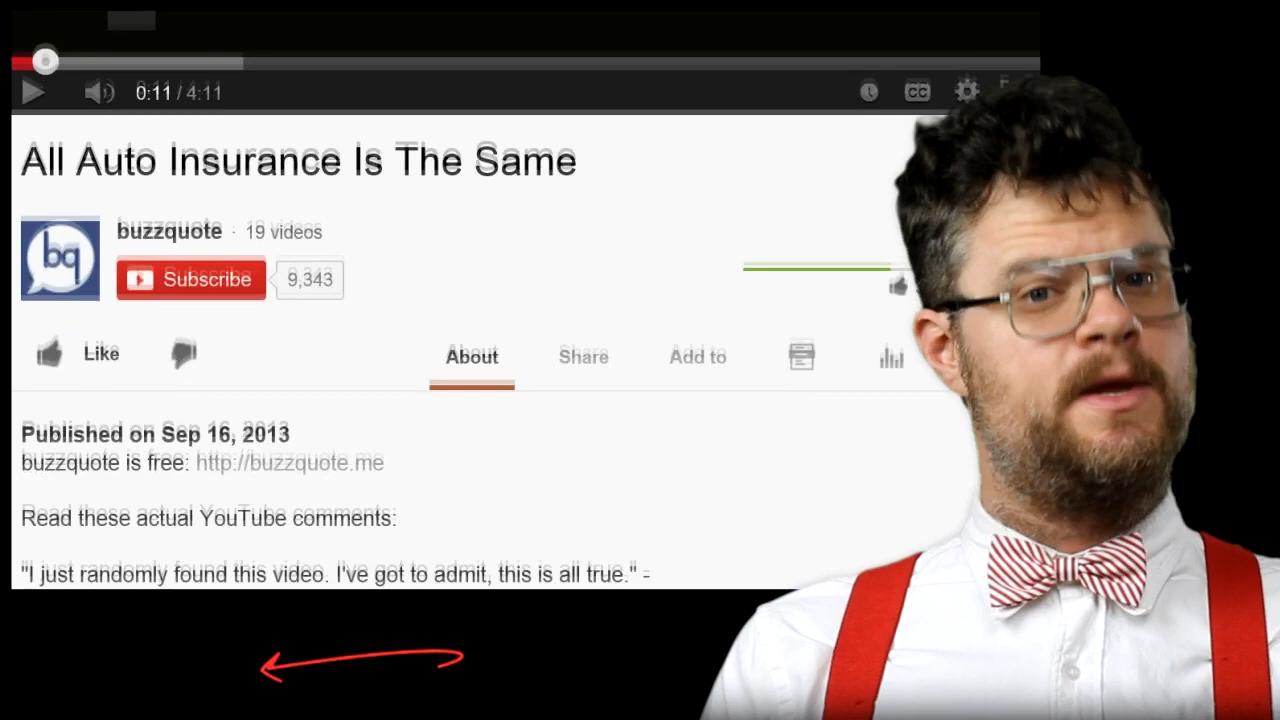 0:11 / 4:11
CC
All Auto Insurance Is The Same
bq
buzzquote · 19 videos
Subscribe 9,343
Like
About Share Add to
Published on Sep 16, 2013
buzzquote is free: http://buzzquote.me
Read these actual YouTube comments:
"I just randomly found this video. I've got to admit, this is all true." -